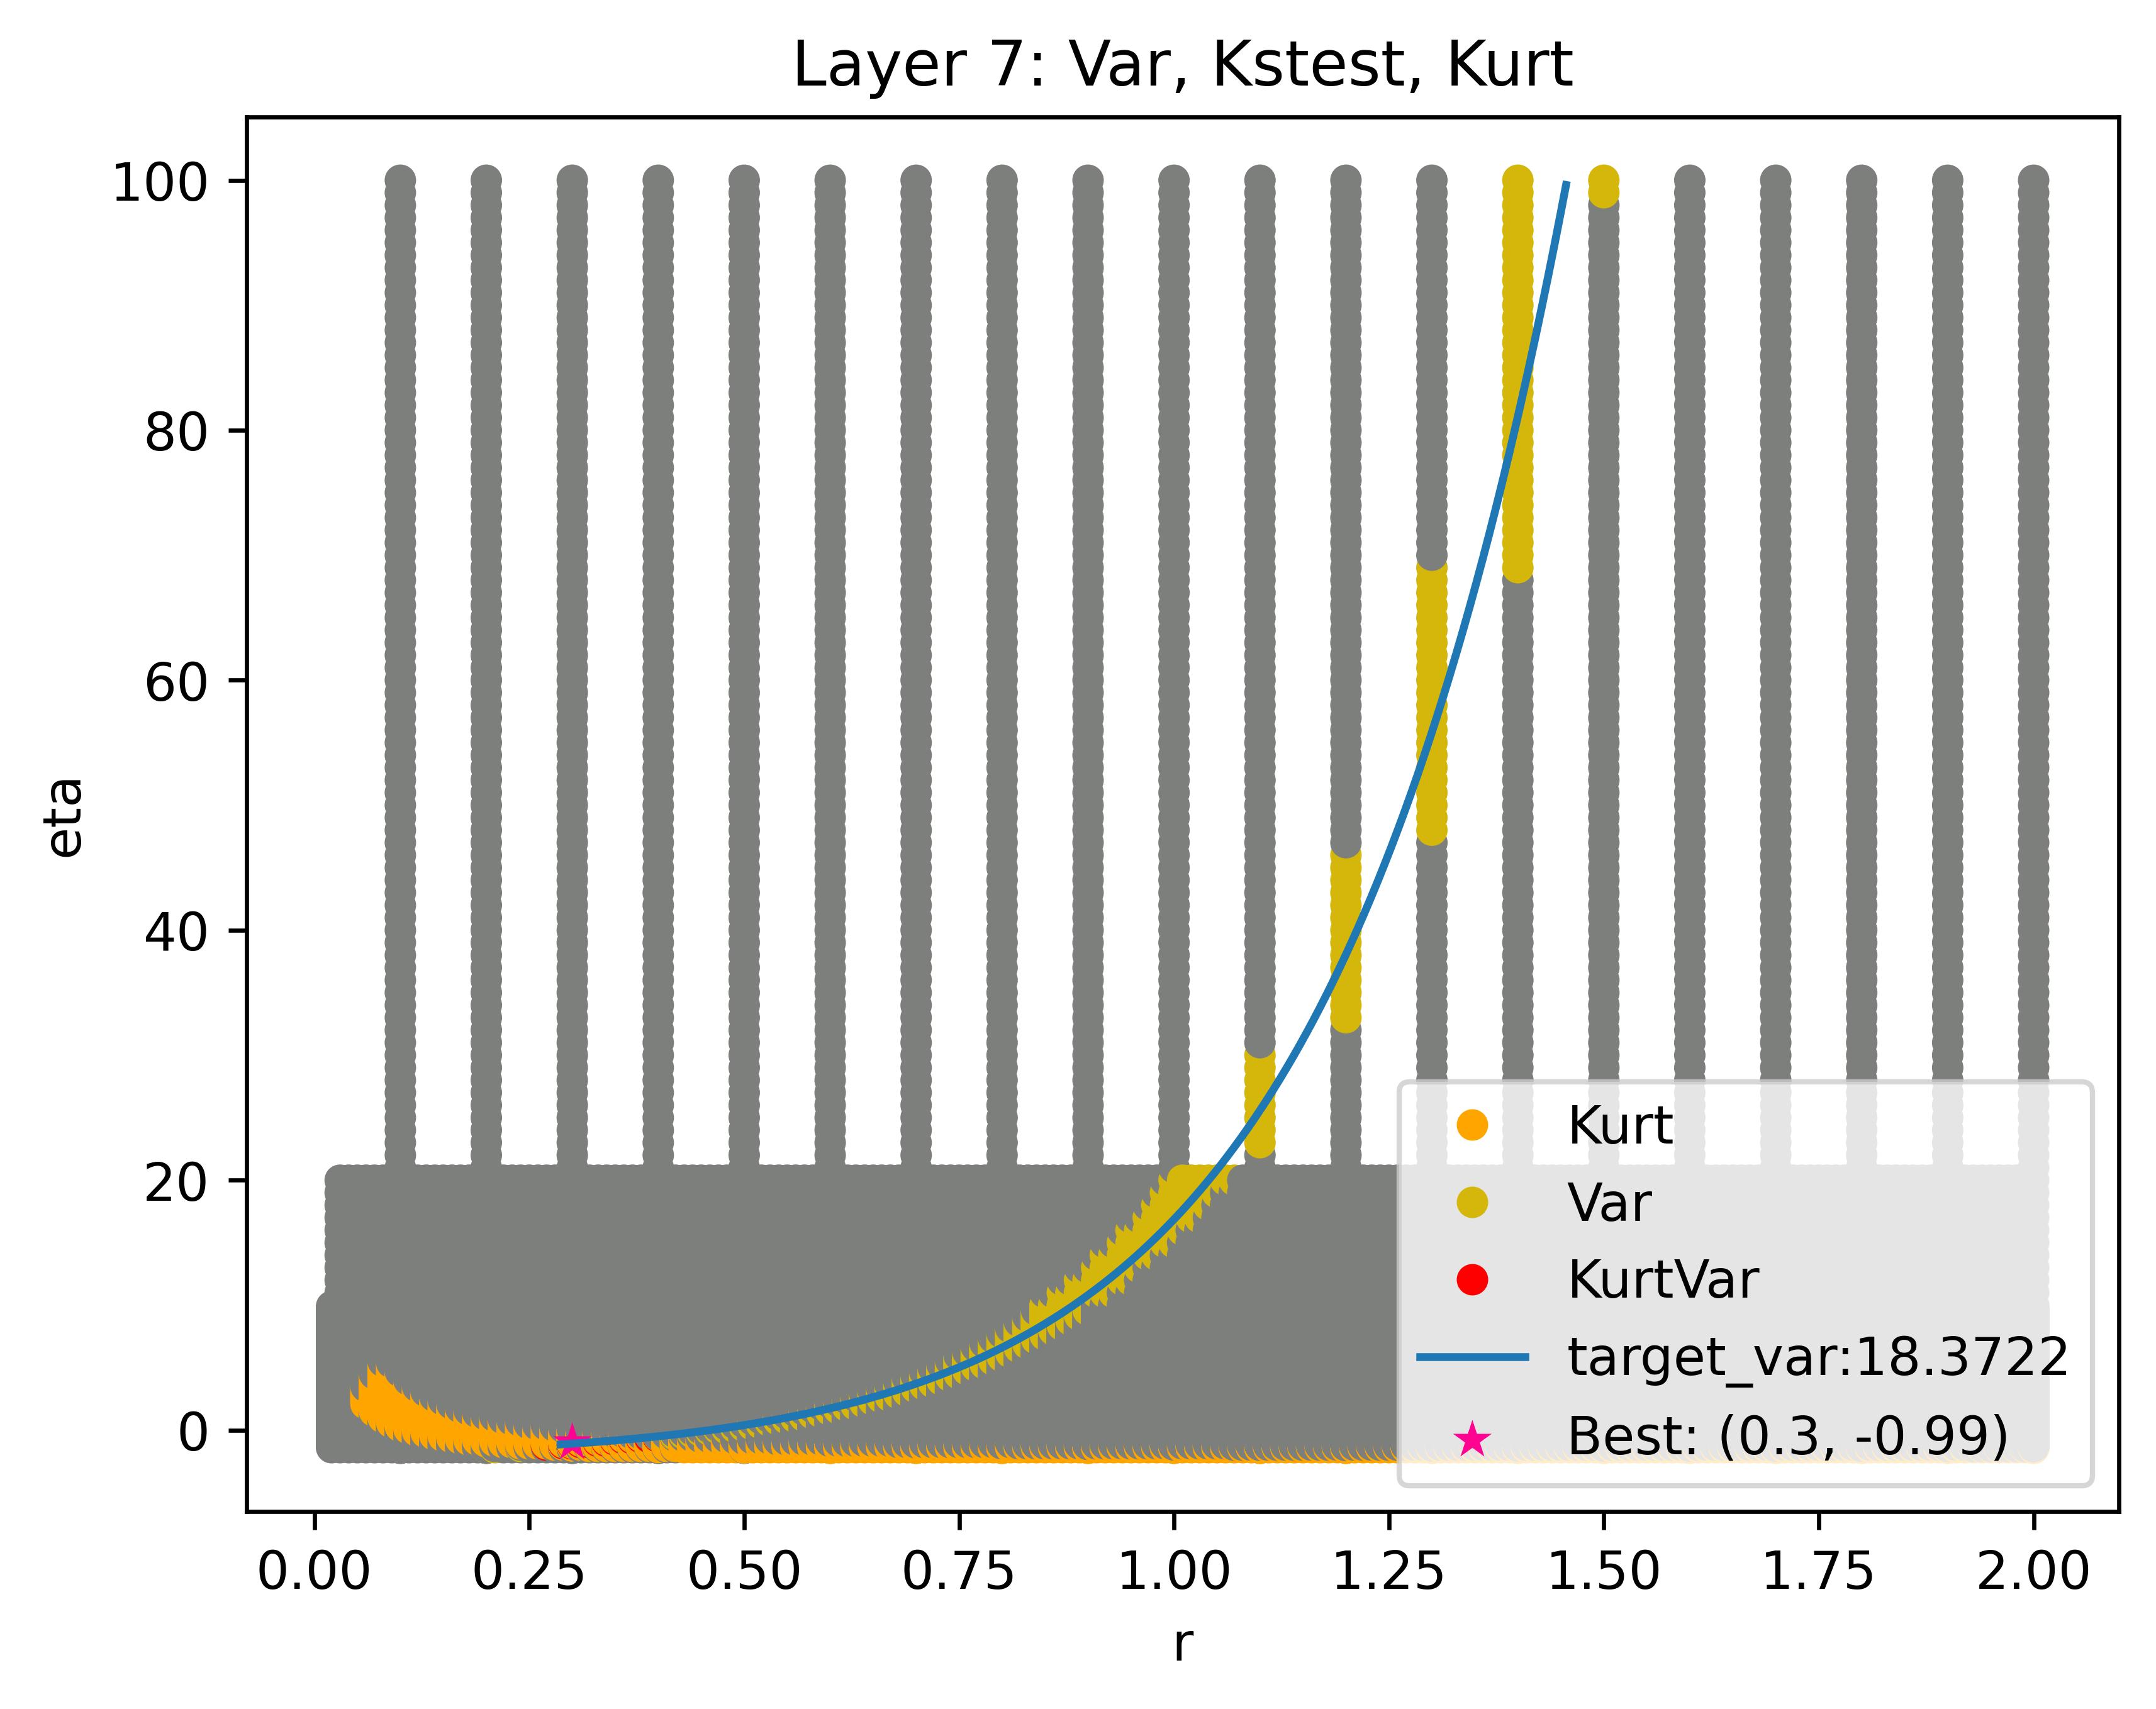 Layer 7: Var, Kstest, Kurt
100
80
60
40
20
0
eta
Kurt
Var
KurtVar
target_var:18.3722
Best: (0.3, -0.99)
0.00 0.25 0.50 0.75 1.00 1.25 1.50 1.75 2.00
r